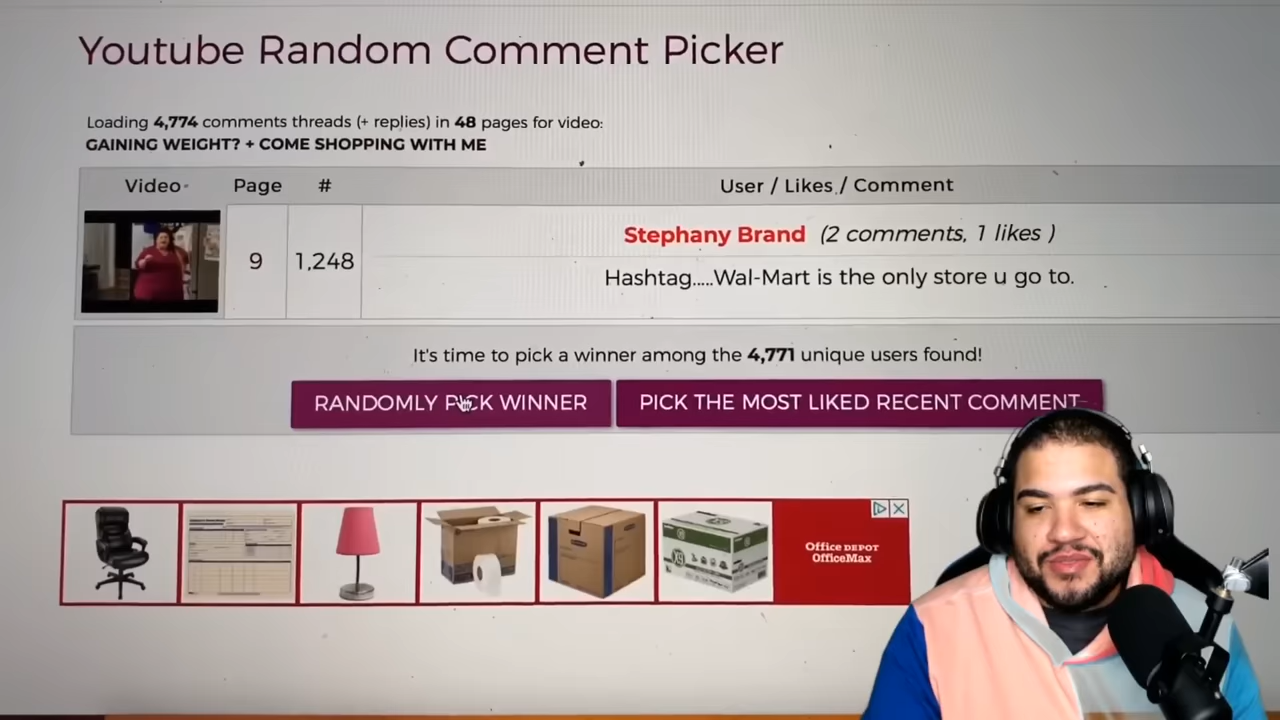 Youtube Random Comment Picker
Loading 4,774 comments threads (+ replies) in 48 pages for video:
GAINING WEIGHT? + COME SHOPPING WITH ME
Video Page # User / Likes / Comment
9 1,248 Stephany Brand (2 comments, 1 likes )
Hashtag.....Wal-Mart is the only store u go to.
It's time to pick a winner among the 4,771 unique users found!
RANDOMLY PICK WINNER PICK THE MOST LIKED RECENT COMMENT
Office DEPOT
OfficeMax